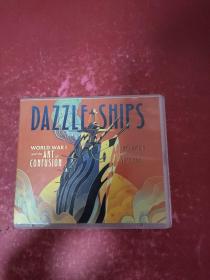 DAZZLE SHIPS
WORLD WAR I
and the ART of
CONFUSION